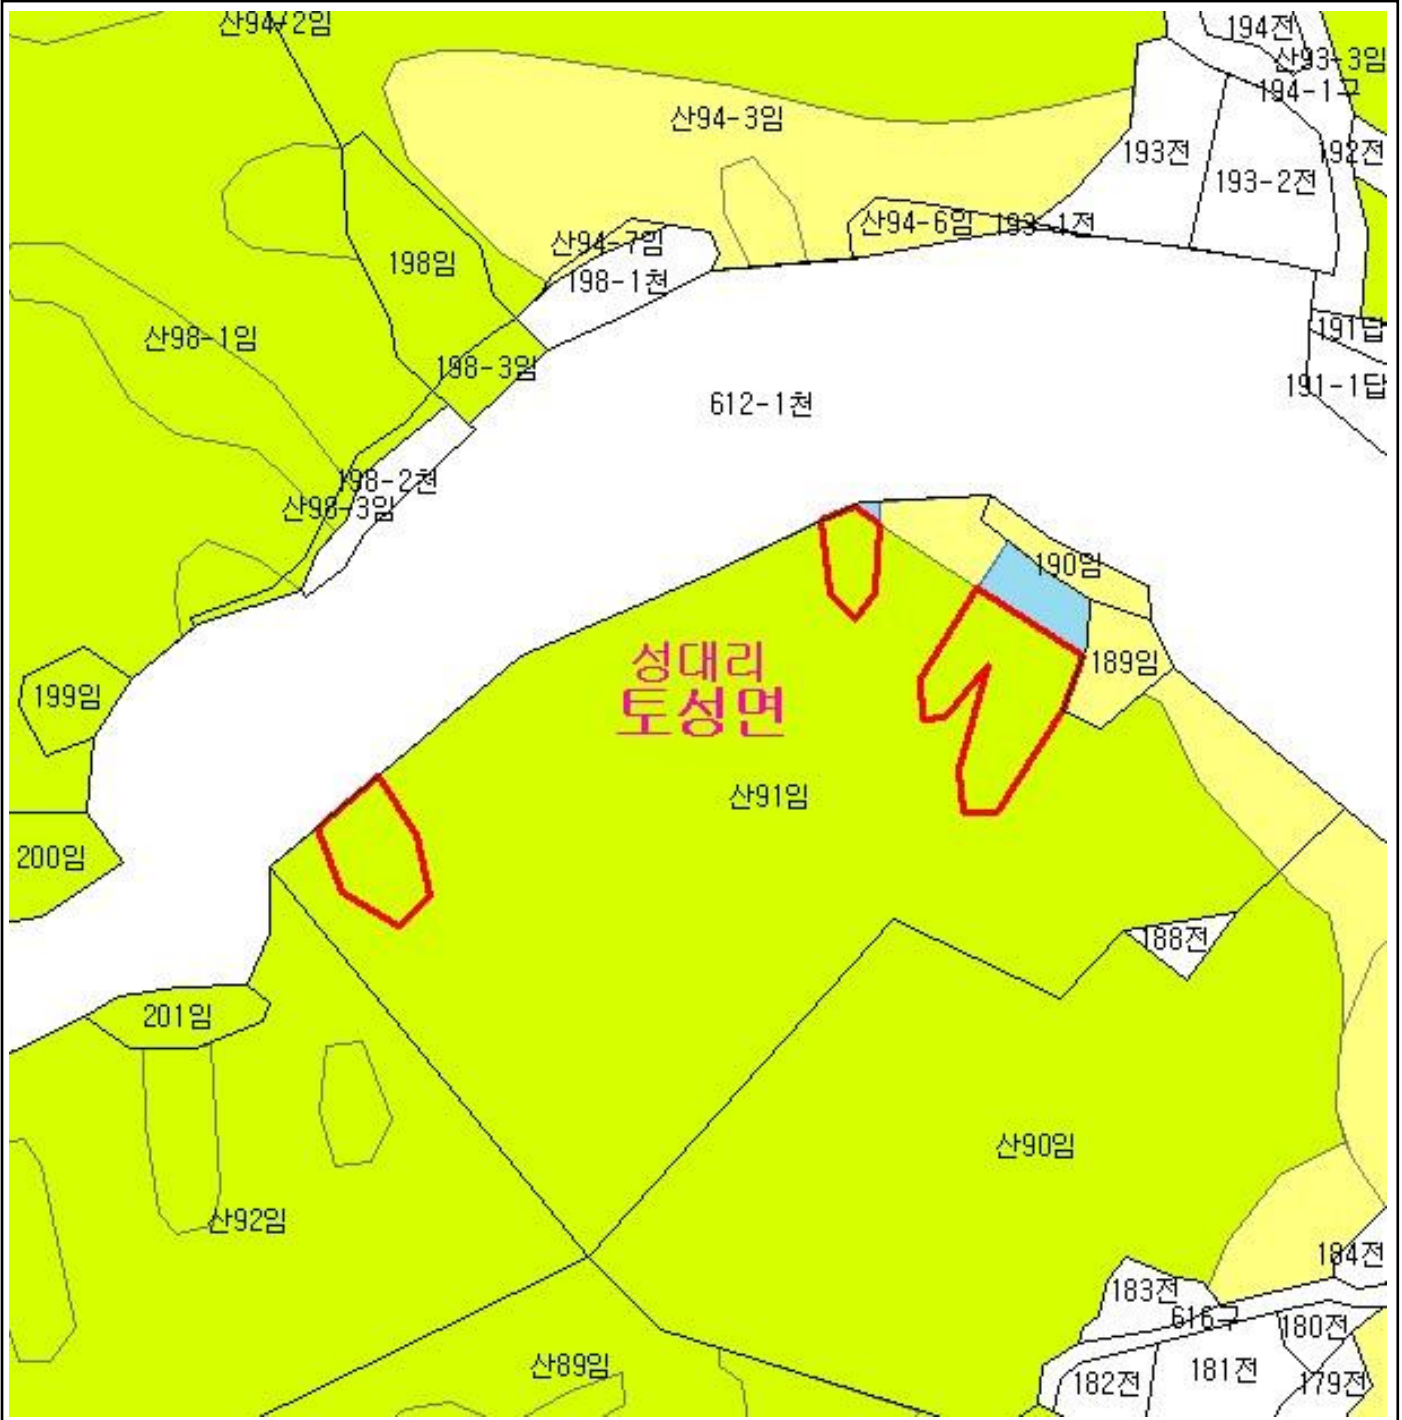 산94-2임
194전
산93-3임
194-1구
산94-3임
193전
192전
193-2전
산94-6임
193-1전
산94-7임
198임
198-1천
산98-1임
191답
198-3임
191-1답
612-1천
198-2천
산98-3임
190임
성대리
189임
199임
토성면
산91임
200임
188전
201임
산90임
산92임
184전
183전
616구
180전
산89임
181전
182전
179전